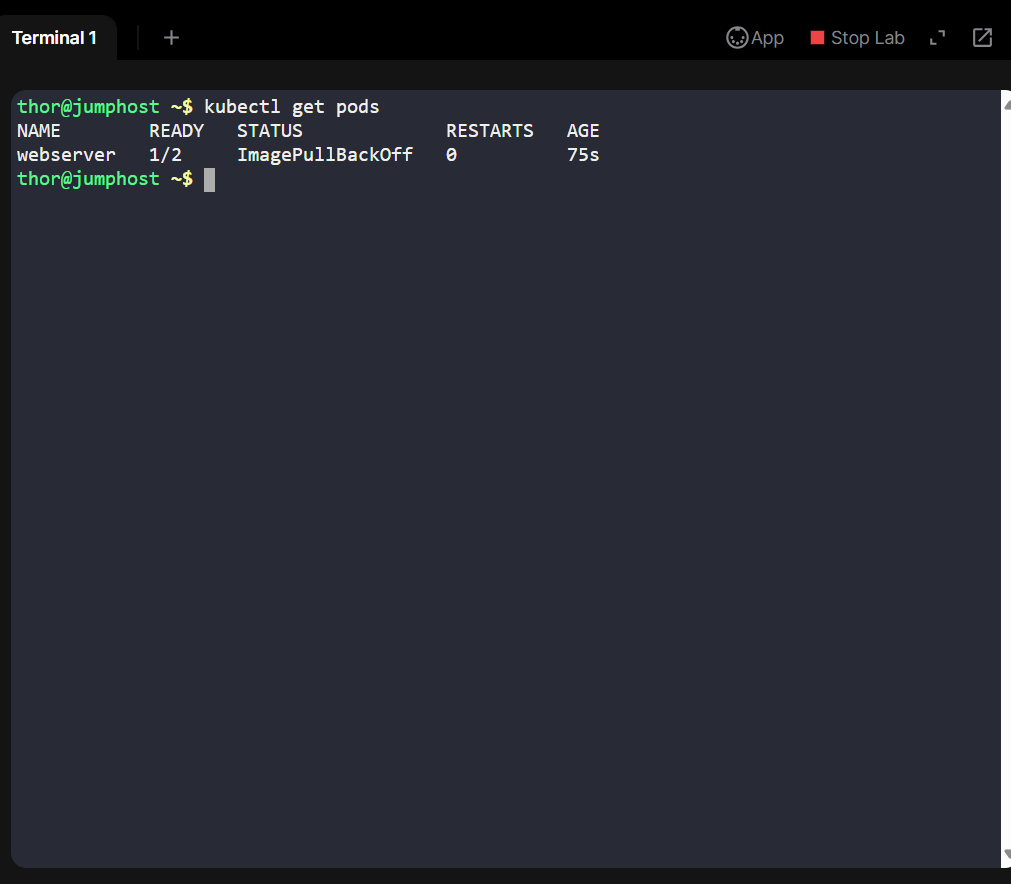 Terminal 1 + App Stop Lab
thor@jumphost ~$ kubectl get pods
NAME READY STATUS RESTARTS AGE
webserver 1/2 ImagePullBackOff 0 75s
thor@jumphost ~$